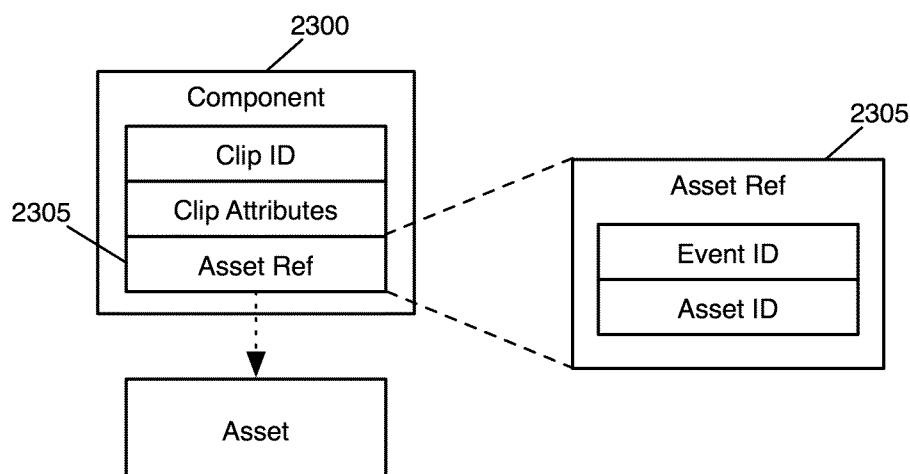 2300
Component
Clip ID
Clip Attributes
2305
Asset Ref
Asset
2305
Asset Ref
Event ID
Asset ID